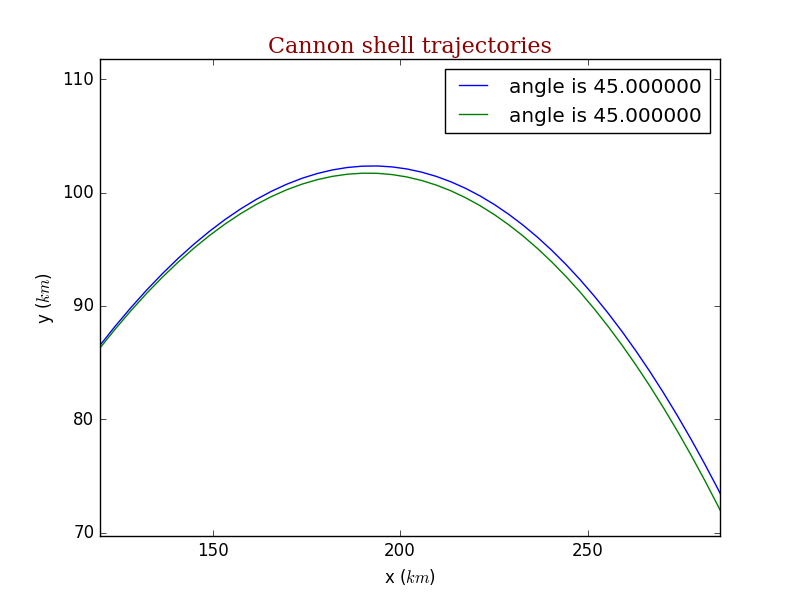 Cannon shell trajectories
angle is 45.000000
angle is 45.000000
110
100
90
80
70
y (km)
150
200
250
x (km)